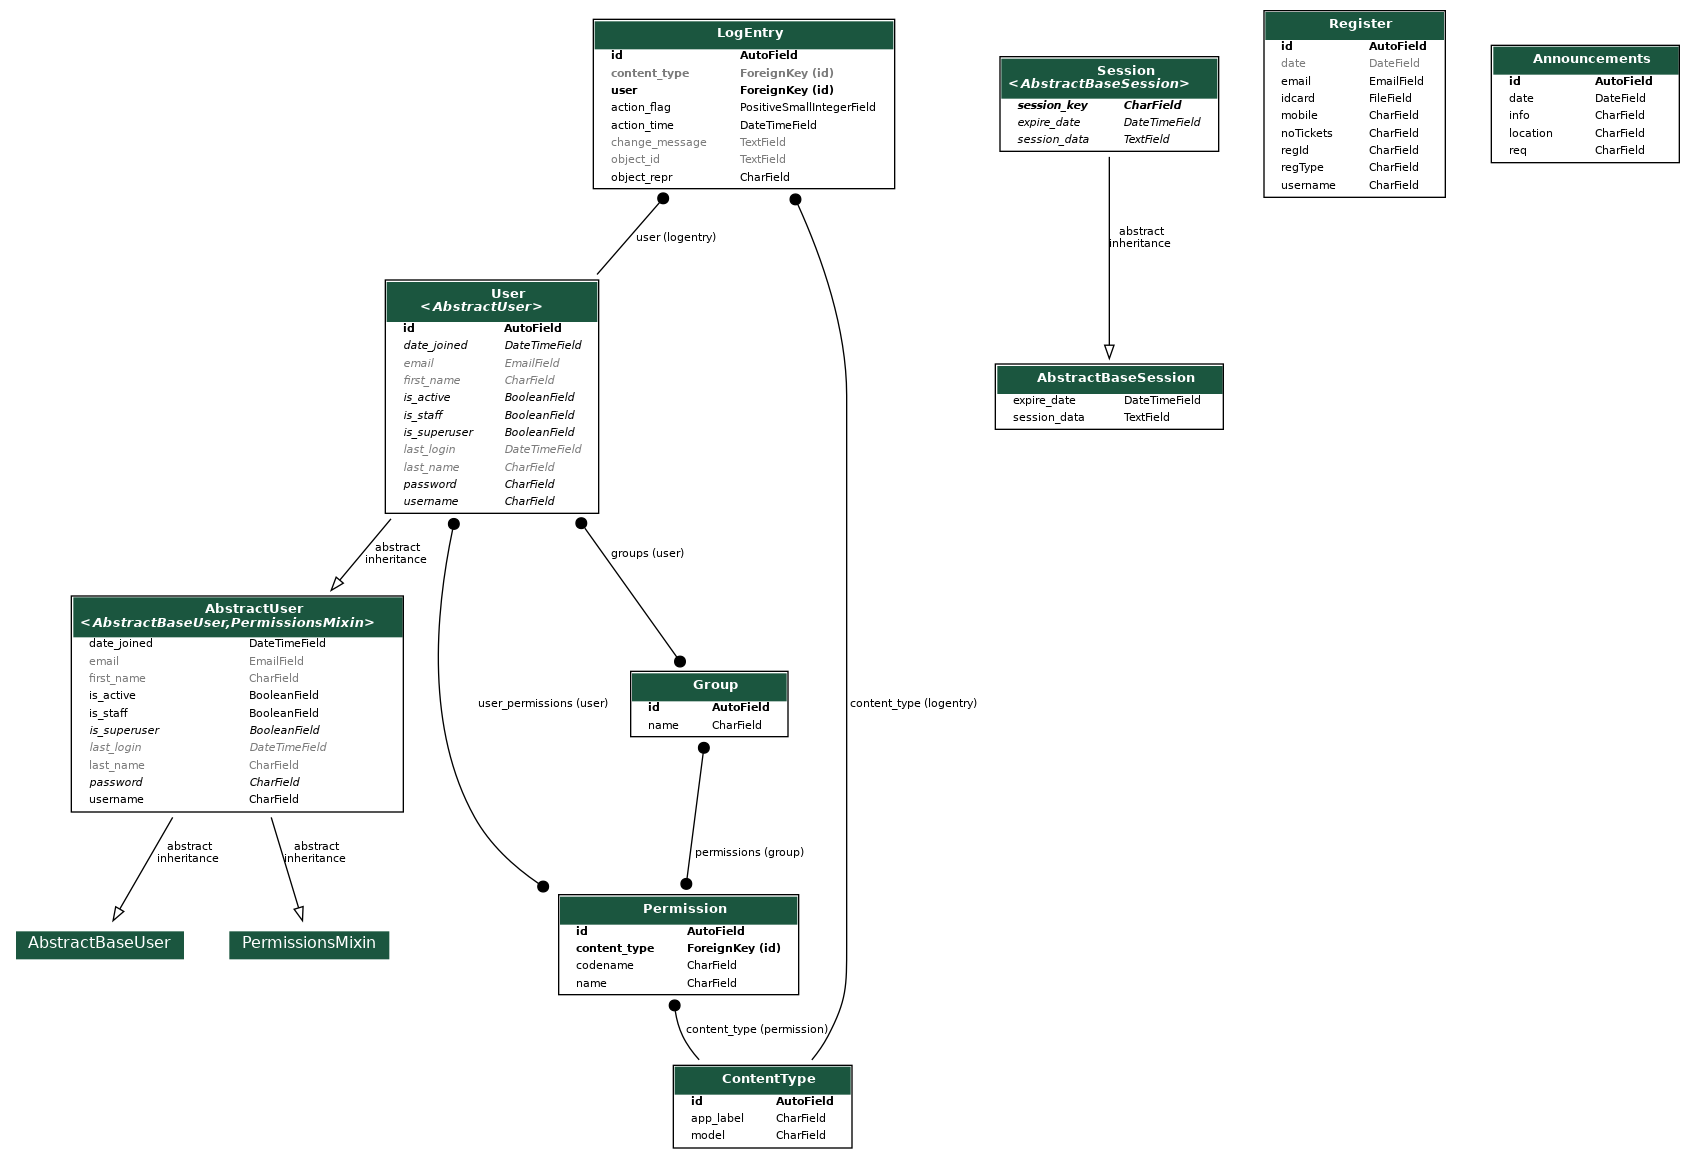 LogEntry
id AutoField
content_type ForeignKey (id)
user ForeignKey (id)
action_flag PositiveSmallIntegerField
action_time DateTimeField
change_message TextField
object_id TextField
object_repr CharField
Session
<AbstractBaseSession>
session_key CharField
expire_date DateTimeField
session_data TextField
Register
id AutoField
date DateField
email EmailField
idcard FileField
mobile CharField
noTickets CharField
regId CharField
regType CharField
username CharField
Announcements
id AutoField
date DateField
info CharField
location CharField
req CharField
user (logentry)
abstract
inheritance
User
<AbstractUser>
id AutoField
date_joined DateTimeField
email EmailField
first_name CharField
is_active BooleanField
is_staff BooleanField
is_superuser BooleanField
last_login DateTimeField
last_name CharField
password CharField
username CharField
AbstractBaseSession
expire_date DateTimeField
session_data TextField
abstract
inheritance
groups (user)
AbstractUser
<AbstractBaseUser,PermissionsMixin>
date_joined DateTimeField
email EmailField
first_name CharField
is_active BooleanField
is_staff BooleanField
is_superuser BooleanField
last_login DateTimeField
last_name CharField
password CharField
username CharField
user_permissions (user)
Group
id AutoField
name CharField
content_type (logentry)
abstract
inheritance
abstract
inheritance
permissions (group)
AbstractBaseUser
PermissionsMixin
Permission
id AutoField
content_type ForeignKey (id)
codename CharField
name CharField
content_type (permission)
ContentType
id AutoField
app_label CharField
model CharField